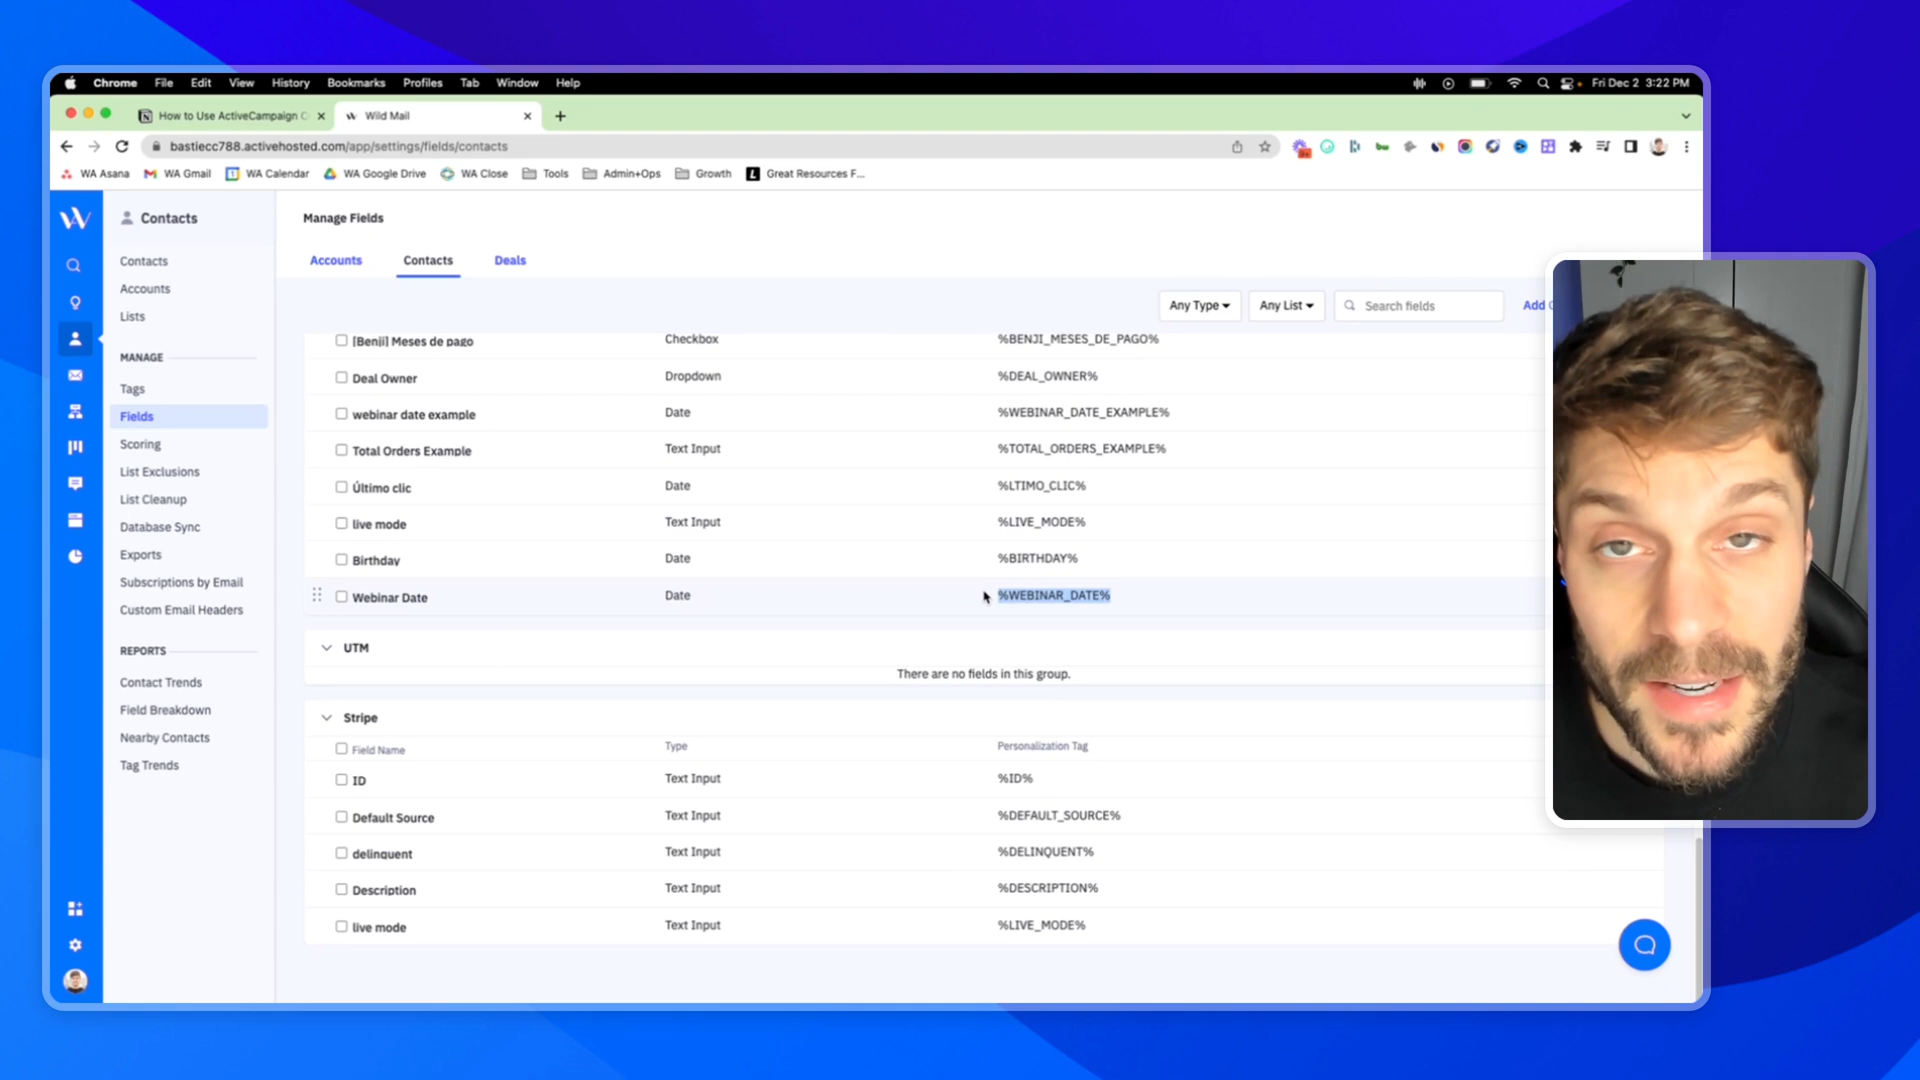 Chrome File Edit View History Bookmarks Profiles Tab Window Help Fri Dec 2 3:22 PM
How to Use ActiveCampaign C Wild Mail
bastiecc788.activehosted.com/app/settings/fields/contacts
WA Asana WA Gmail WA Calendar WA Google Drive WA Close Tools Admin+Ops Growth Great Resources F...
Contacts
Contacts
Accounts
Lists
MANAGE
Tags
Fields
Scoring
List Exclusions
List Cleanup
Database Sync
Exports
Subscriptions by Email
Custom Email Headers
REPORTS
Contact Trends
Field Breakdown
Nearby Contacts
Tag Trends
Manage Fields
Accounts Contacts Deals
Any Type Any List Search fields Add
[Benji] Meses de pago Checkbox %BENJI_MESES_DE_PAGO%
Deal Owner Dropdown %DEAL_OWNER%
webinar date example Date %WEBINAR_DATE_EXAMPLE%
Total Orders Example Text Input %TOTAL_ORDERS_EXAMPLE%
Último clic Date %LTIMO_CLIC%
live mode Text Input %LIVE_MODE%
Birthday Date %BIRTHDAY%
Webinar Date Date %WEBINAR_DATE%
UTM
There are no fields in this group.
Stripe
Field Name Type Personalization Tag
ID Text Input %ID%
Default Source Text Input %DEFAULT_SOURCE%
delinquent Text Input %DELINQUENT%
Description Text Input %DESCRIPTION%
live mode Text Input %LIVE_MODE%